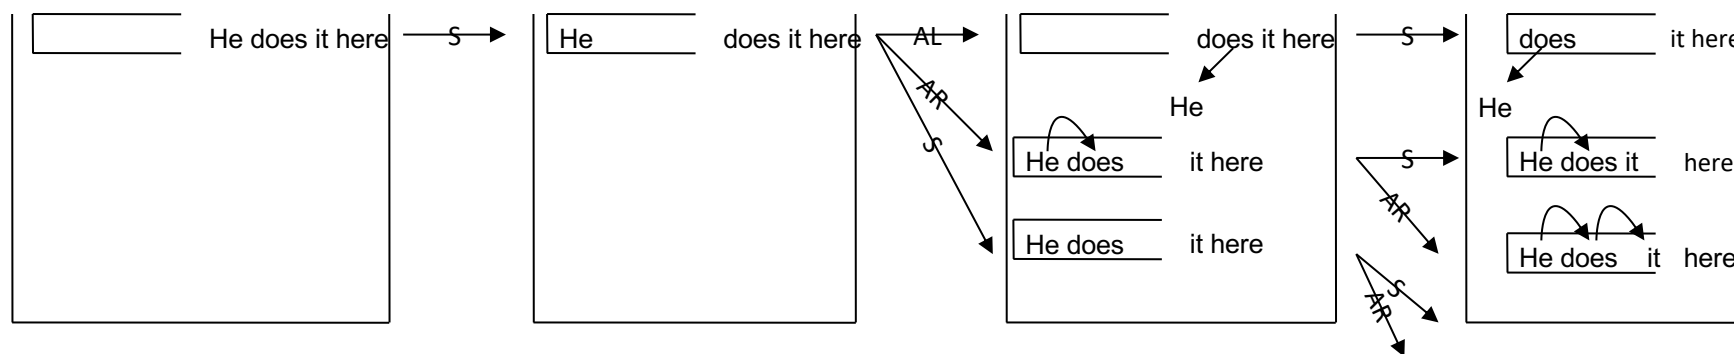 He does it here S He does it here AL does it here S does it here
He He
AR
He does it here S He does it here
S
AR
He does it here He does it here
S
AR